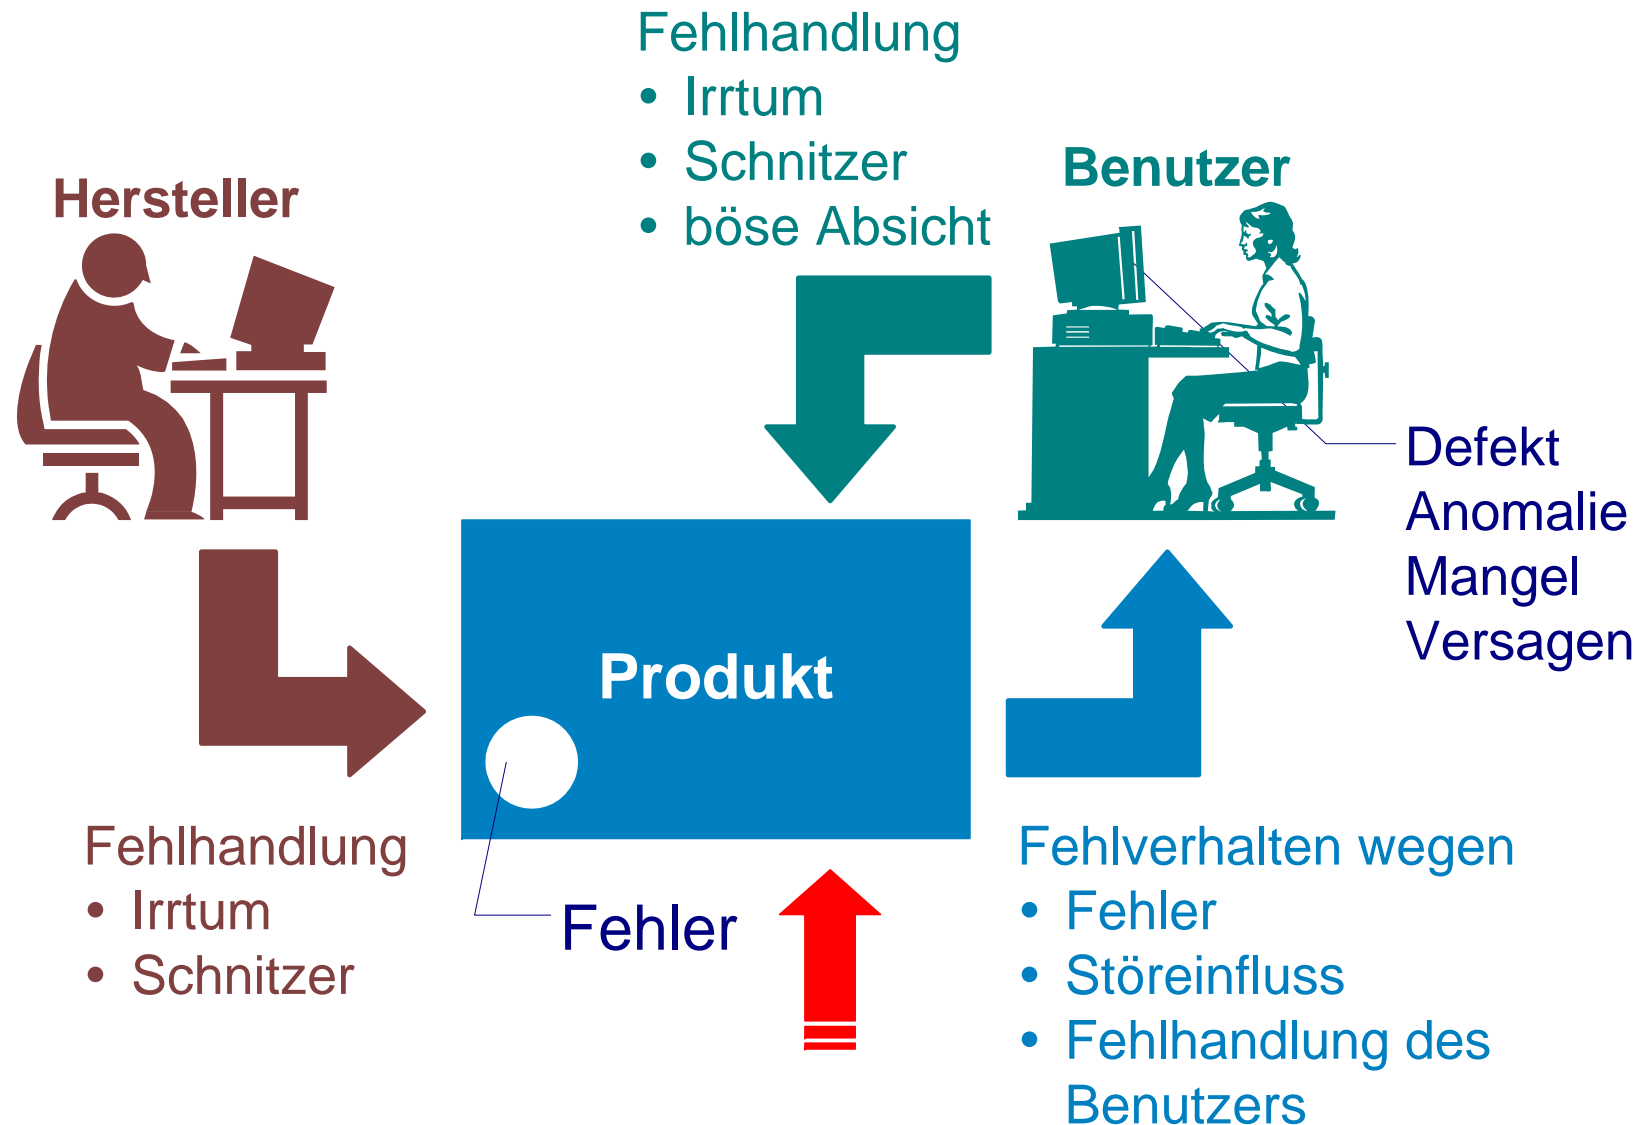 Fehlhandlung
• Irrtum
• Schnitzer
• böse Absicht
Benutzer
Hersteller
Defekt
Anomalie
Mangel
Versagen
Produkt
Fehlhandlung
• Irrtum
• Schnitzer
Fehler
Fehlverhalten wegen
• Fehler
• Störeinfluss
• Fehlhandlung des
Benutzers